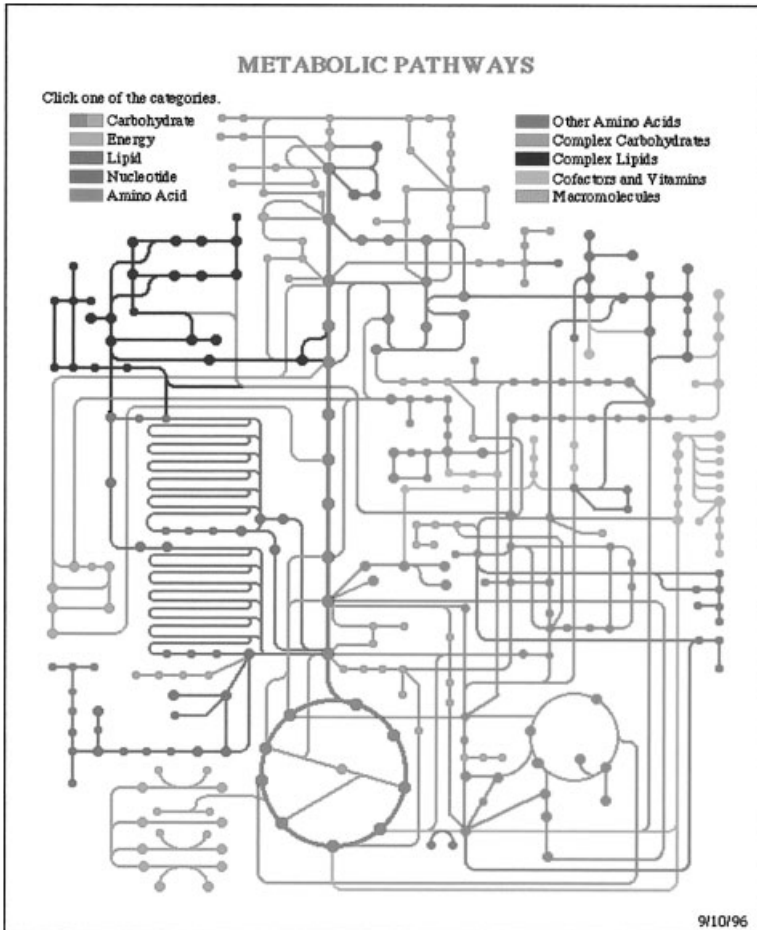 METABOLIC PATHWAYS
Click one of the categories.
Carbohydrate
Energy
Lipid
Nucleotide
Amino Acid
Other Amino Acids
Complex Carbohydrates
Complex Lipids
Cofactors and Vitamins
Macromolecules
9/10/96